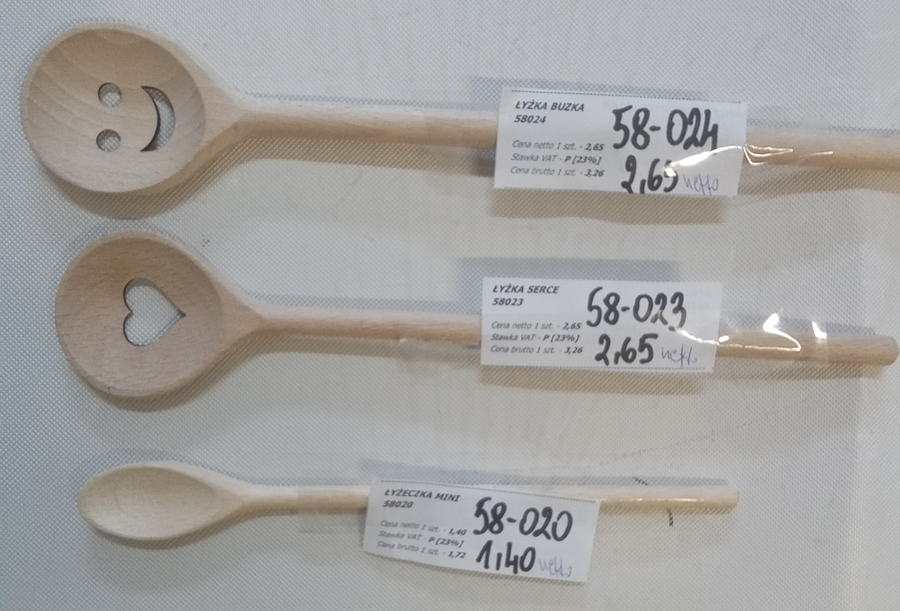 ŁYŻKA BUZKA
58024
58-024
Cena netto 1 szt. - 2,65
Stawka VAT - P [23%]
Cena brutto 1 szt. - 3,26
2,65 netto
ŁYŻKA SERCE
58023
58-023
Cena netto 1 szt. - 2,65
Stawka VAT - P [23%]
Cena brutto 1 szt. - 3,26
2,65 netto
ŁYŻECZKA MINI
58020
58-020
Cena netto 1 szt. - 1,40
Stawka VAT - P [23%]
Cena brutto 1 szt. - 1,72
1,40 netto